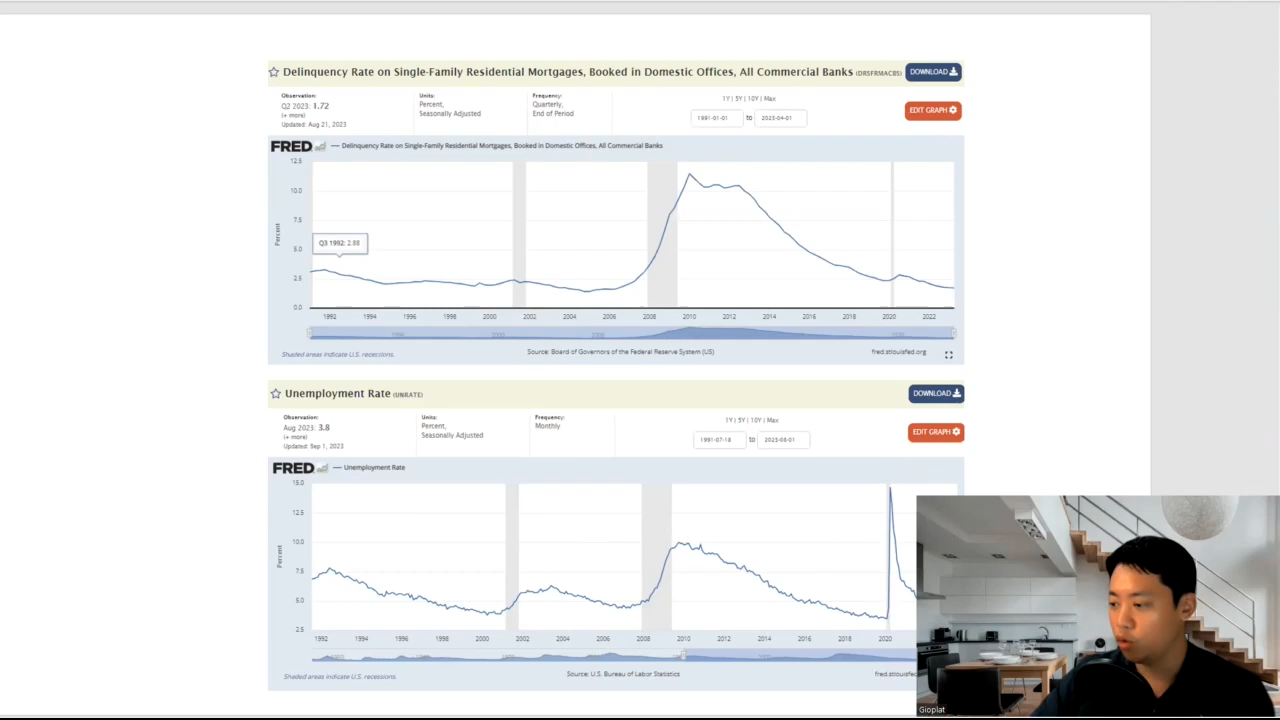 Delinquency Rate on Single-Family Residential Mortgages, Booked in Domestic Offices, All Commercial Banks (DRSFRMACBS)
DOWNLOAD
Observation:
Q2 2023: 1.72
(+ more)
Updated: Aug 21, 2023
Units:
Percent,
Seasonally Adjusted
Frequency:
Quarterly,
End of Period
1Y | 5Y | 10Y | Max
1991-01-01 to 2023-04-01
EDIT GRAPH
FRED — Delinquency Rate on Single-Family Residential Mortgages, Booked in Domestic Offices, All Commercial Banks
12.5
10.0
7.5
5.0
2.5
0.0
Percent
Q3 1992: 2.88
1992 1994 1996 1998 2000 2002 2004 2006 2008 2010 2012 2014 2016 2018 2020 2022
Shaded areas indicate U.S. recessions.
Source: Board of Governors of the Federal Reserve System (US)
fred.stlouisfed.org
Unemployment Rate (UNRATE)
DOWNLOAD
Observation:
Aug 2023: 3.8
(+ more)
Updated: Sep 1, 2023
Units:
Percent,
Seasonally Adjusted
Frequency:
Monthly
1Y | 5Y | 10Y | Max
1991-07-18 to 2023-08-01
EDIT GRAPH
FRED — Unemployment Rate
15.0
12.5
10.0
7.5
5.0
2.5
Percent
1992 1994 1996 1998 2000 2002 2004 2006 2008 2010 2012 2014 2016 2018 2020
Shaded areas indicate U.S. recessions.
Source: U.S. Bureau of Labor Statistics
fred.stlouisfed
Gioplat